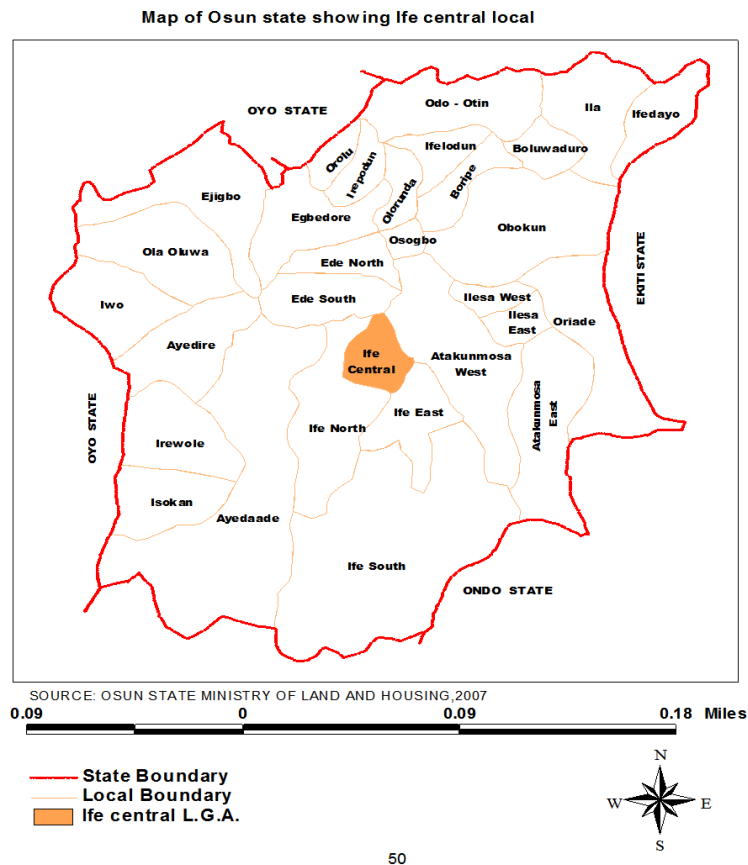 Map of Osun state showing Ife central local
OYO STATE
Odo - Otin
Ila
Ifedayo
Orolu
Irepodun
Ifelodun
Boluwaduro
Ejigbo
Egbedore
Olorunda
Boripe
Obokun
Ola Oluwa
Osogbo
Ede North
EKITI STATE
Iwo
Ede South
Ilesa West
Ilesa
East
Oriade
Ayedire
Ife
Central
Atakunmosa
West
OYO STATE
Atakunmosa
East
Ife East
Ife North
Irewole
Isokan
Ayedaade
Ife South
ONDO STATE
SOURCE: OSUN STATE MINISTRY OF LAND AND HOUSING,2007
0.09 0 0.09 0.18 Miles
State Boundary
Local Boundary
Ife central L.G.A.
N
W E
S
50